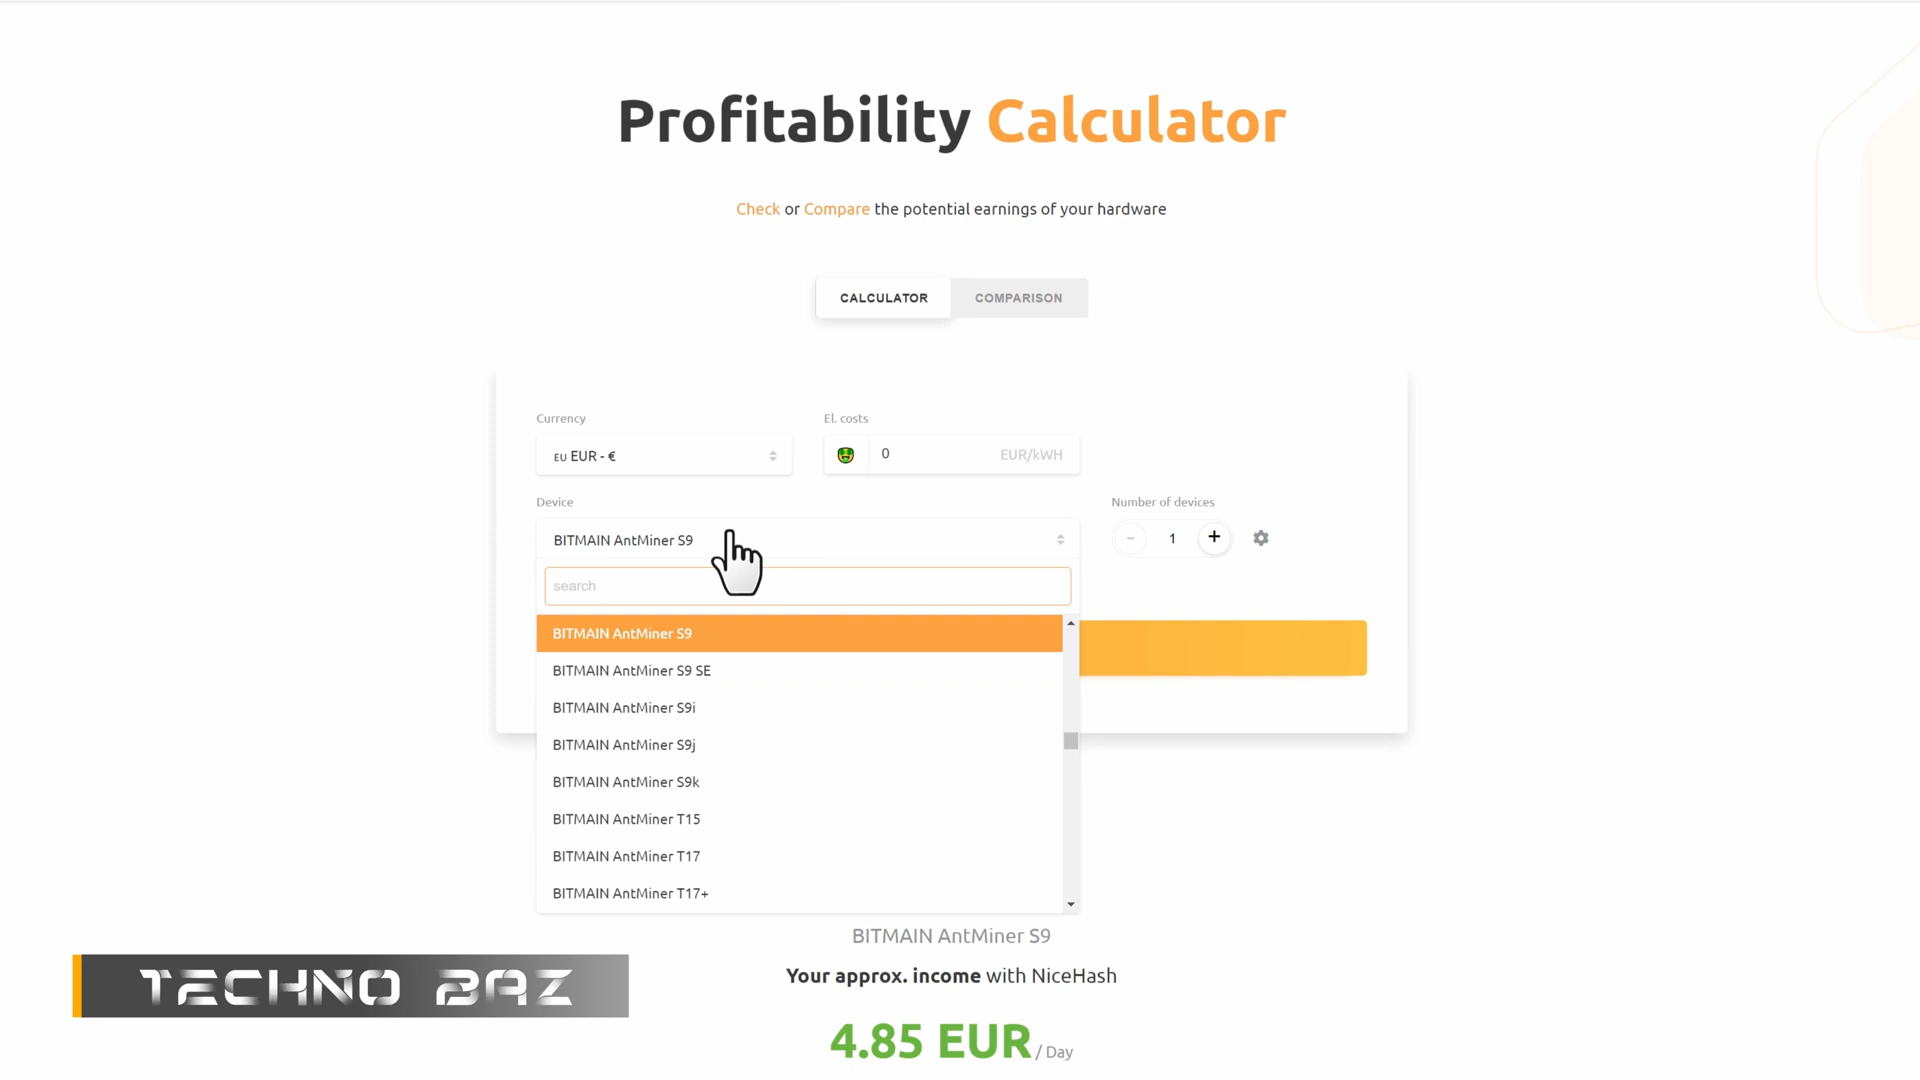 Profitability Calculator
Check or Compare the potential earnings of your hardware
CALCULATOR
COMPARISON
Currency
El. costs
EU EUR - €
0
EUR/kWH
Device
Number of devices
BITMAIN AntMiner S9
-
1
+
search
BITMAIN AntMiner S9
BITMAIN AntMiner S9 SE
BITMAIN AntMiner S9i
BITMAIN AntMiner S9j
BITMAIN AntMiner S9k
BITMAIN AntMiner T15
BITMAIN AntMiner T17
BITMAIN AntMiner T17+
BITMAIN AntMiner S9
Your approx. income with NiceHash
4.85 EUR / Day
TECHNO BAZ